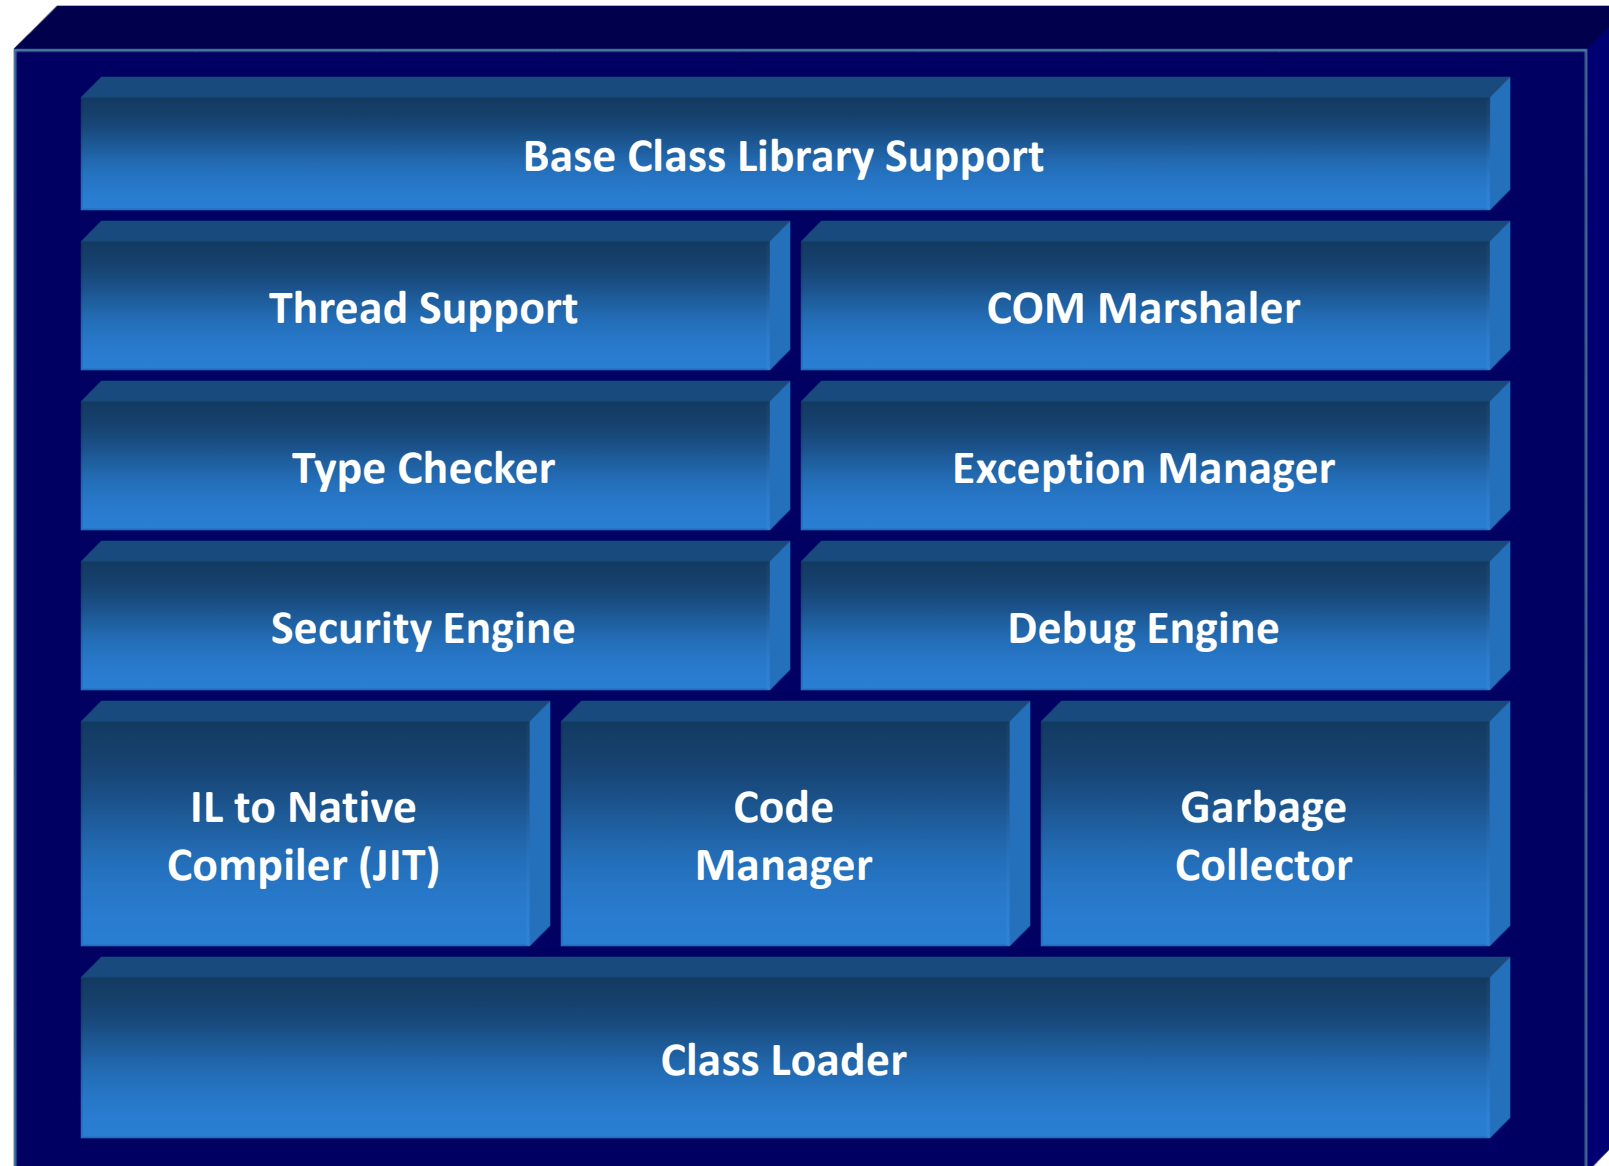 Base Class Library Support
Thread Support
COM Marshaler
Type Checker
Exception Manager
Security Engine
Debug Engine
IL to Native
Compiler (JIT)
Code
Manager
Garbage
Collector
Class Loader